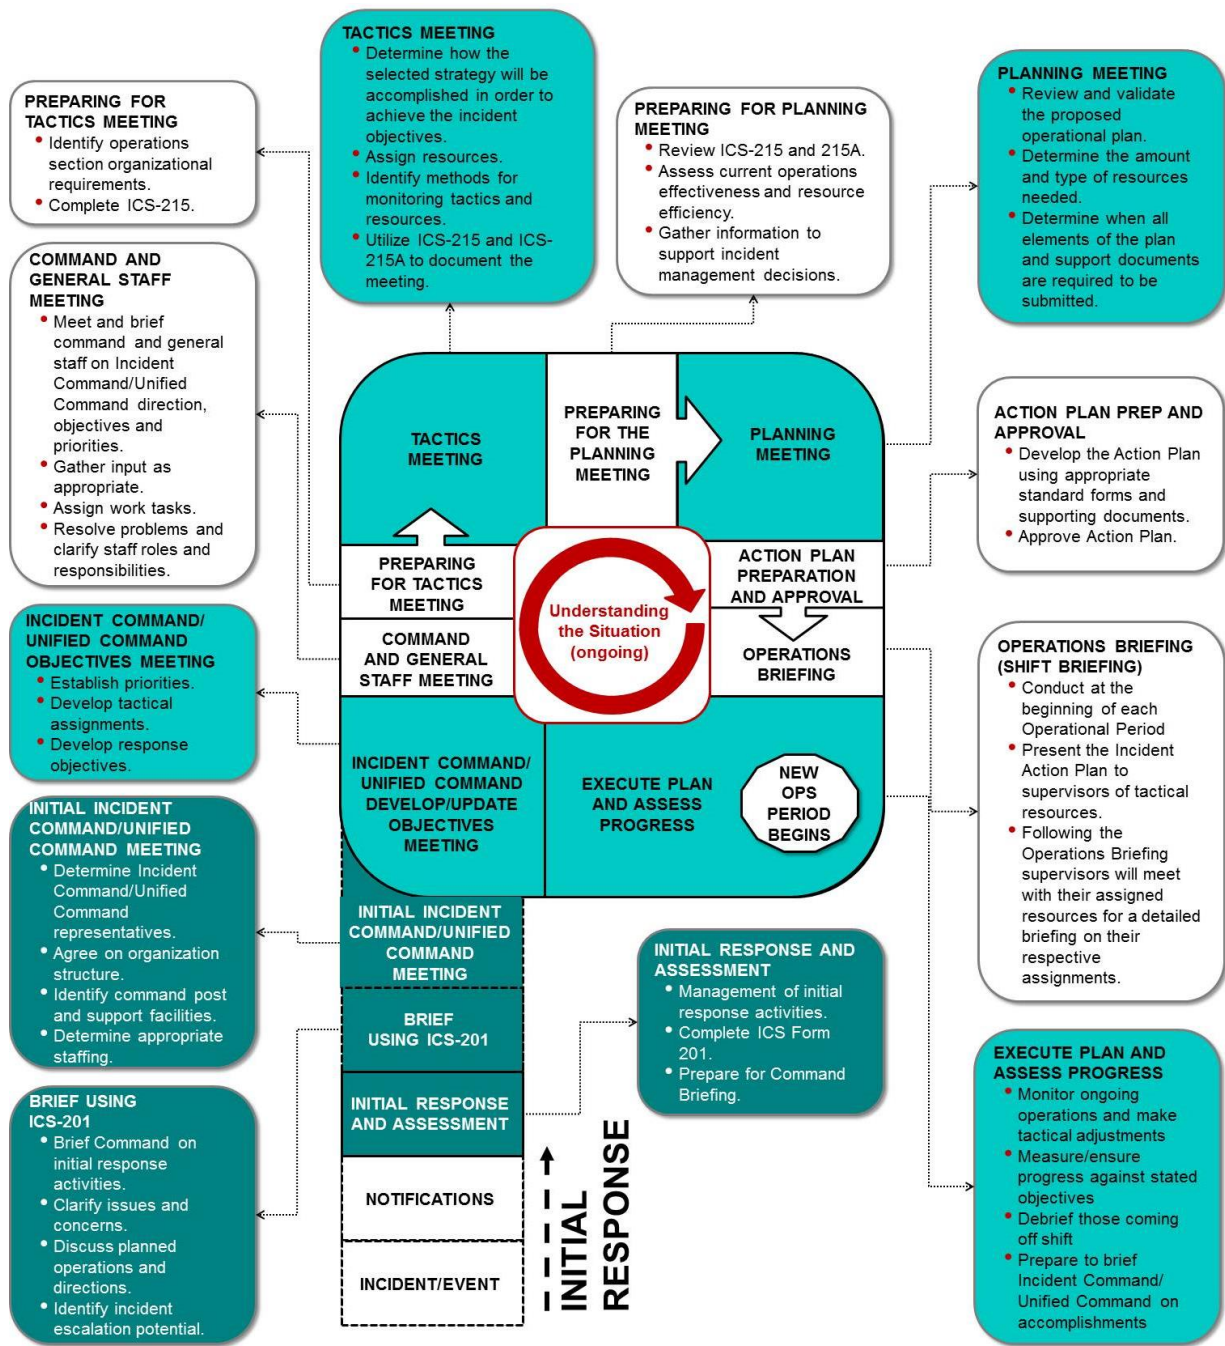 TACTICS MEETING
• Determine how the
selected strategy will be
accomplished in order to
achieve the incident
objectives.
• Assign resources.
• Identify methods for
monitoring tactics and
resources.
• Utilize ICS-215 and ICS-
215A to document the
meeting.
PREPARING FOR
TACTICS MEETING
• Identify operations
section organizational
requirements.
• Complete ICS-215.
PREPARING FOR PLANNING
MEETING
• Review ICS-215 and 215A.
• Assess current operations
effectiveness and resource
efficiency.
• Gather information to
support incident
management decisions.
PLANNING MEETING
• Review and validate
the proposed
operational plan.
• Determine the amount
and type of resources
needed.
• Determine when all
elements of the plan
and support documents
are required to be
submitted.
COMMAND AND
GENERAL STAFF
MEETING
• Meet and brief
command and general
staff on Incident
Command/Unified
Command direction,
objectives and
priorities.
• Gather input as
appropriate.
• Assign work tasks.
• Resolve problems and
clarify staff roles and
responsibilities.
ACTION PLAN PREP AND
APPROVAL
• Develop the Action Plan
using appropriate
standard forms and
supporting documents.
• Approve Action Plan.
INCIDENT COMMAND/
UNIFIED COMMAND
OBJECTIVES MEETING
• Establish priorities.
• Develop tactical
assignments.
• Develop response
objectives.
OPERATIONS BRIEFING
(SHIFT BRIEFING)
• Conduct at the
beginning of each
Operational Period
• Present the Incident
Action Plan to
supervisors of tactical
resources.
• Following the
Operations Briefing
supervisors will meet
with their assigned
resources for a detailed
briefing on their
respective
assignments.
INITIAL INCIDENT
COMMAND/UNIFIED
COMMAND MEETING
• Determine Incident
Command/Unified
Command
representatives.
• Agree on organization
structure.
• Identify command post
and support facilities.
• Determine appropriate
staffing.
BRIEF USING
ICS-201
• Brief Command on
initial response
activities.
• Clarify issues and
concerns.
• Discuss planned
operations and
directions.
• Identify incident
escalation potential.
TACTICS
MEETING
PREPARING
FOR THE
PLANNING
MEETING
PLANNING
MEETING
PREPARING
FOR TACTICS
MEETING
COMMAND
AND GENERAL
STAFF MEETING
Understanding
the Situation
(ongoing)
ACTION PLAN
PREPARATION
AND APPROVAL
OPERATIONS
BRIEFING
INCIDENT COMMAND/
UNIFIED COMMAND
DEVELOP/UPDATE
OBJECTIVES
MEETING
EXECUTE PLAN
AND ASSESS
PROGRESS
NEW
OPS
PERIOD
BEGINS
INITIAL INCIDENT
COMMAND/UNIFIED
COMMAND
MEETING
BRIEF
USING ICS-201
INITIAL RESPONSE
AND ASSESSMENT
NOTIFICATIONS
INCIDENT/EVENT
INITIAL
RESPONSE
INITIAL RESPONSE AND
ASSESSMENT
• Management of initial
response activities.
• Complete ICS Form
201.
• Prepare for Command
Briefing.
EXECUTE PLAN AND
ASSESS PROGRESS
• Monitor ongoing
operations and make
tactical adjustments
• Measure/ensure
progress against stated
objectives
• Debrief those coming
off shift
• Prepare to brief
Incident Command/
Unified Command on
accomplishments